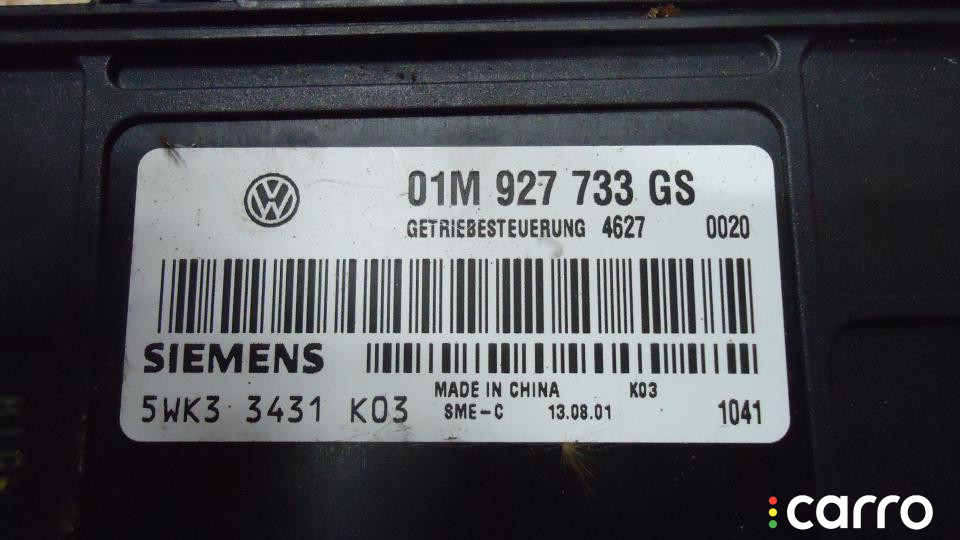 01M 927 733 GS
GETRIEBESTEUERUNG 4627 0020
SIEMENS
MADE IN CHINA K03
5WK3 3431 K03 SME-C 13.08.01 1041
carro